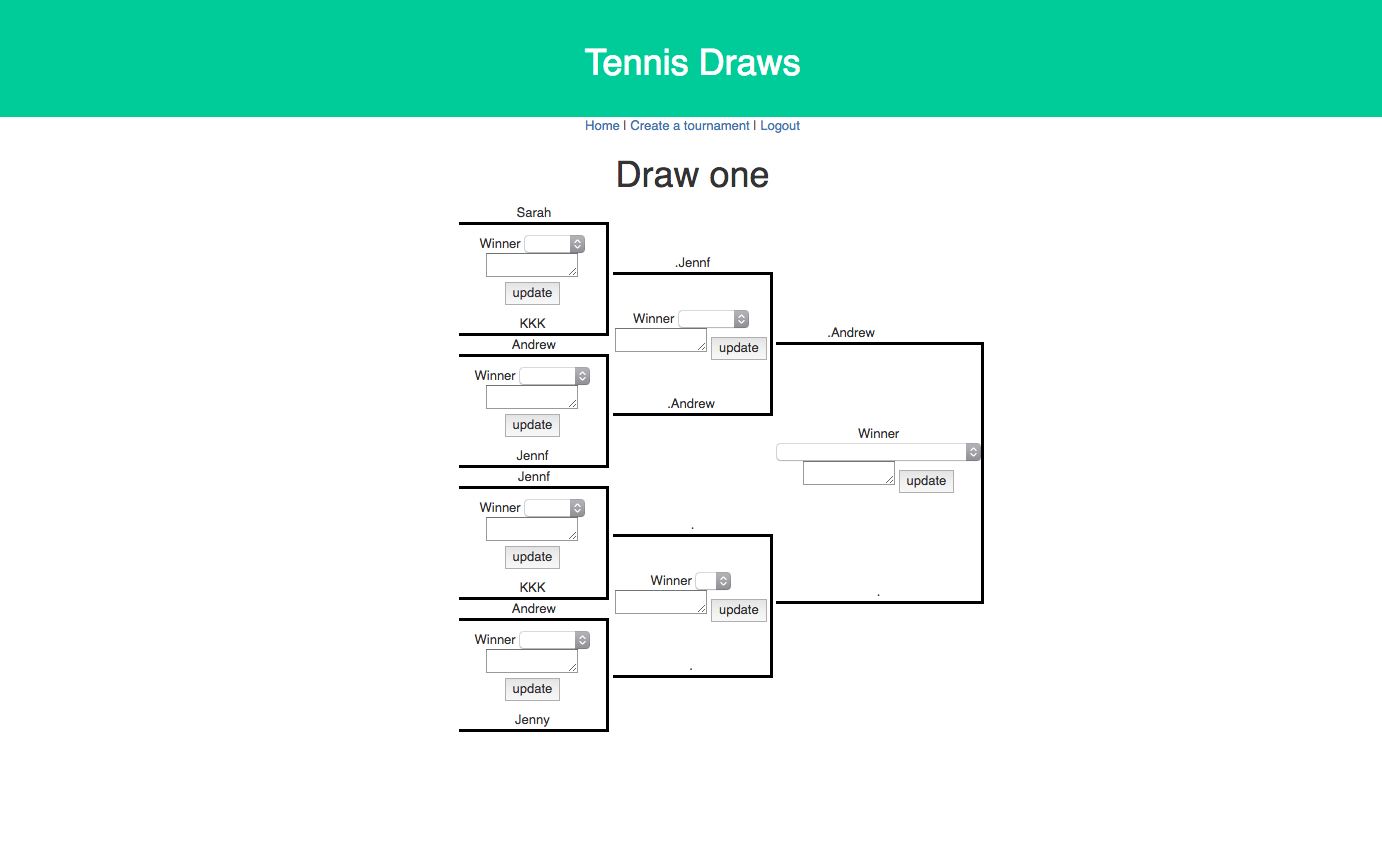 Tennis Draws
Home | Create a tournament | Logout
Draw one
Sarah
Winner
update
KKK
Andrew
Winner
update
Jennf
Jennf
Winner
update
KKK
Andrew
Winner
update
Jenny
.Jennf
Winner
update
.Andrew
.
Winner
update
.
.Andrew
Winner
update
.